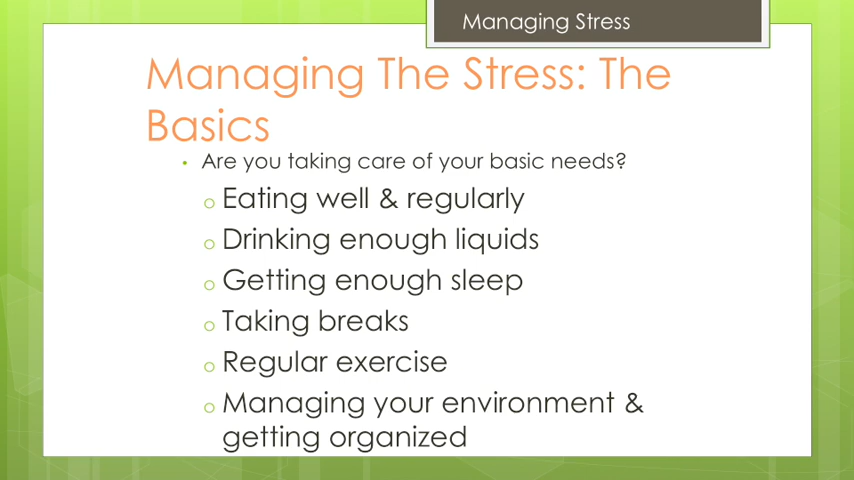 Managing Stress
Managing The Stress: The
Basics
• Are you taking care of your basic needs?
o Eating well & regularly
o Drinking enough liquids
o Getting enough sleep
o Taking breaks
o Regular exercise
o Managing your environment &
getting organized